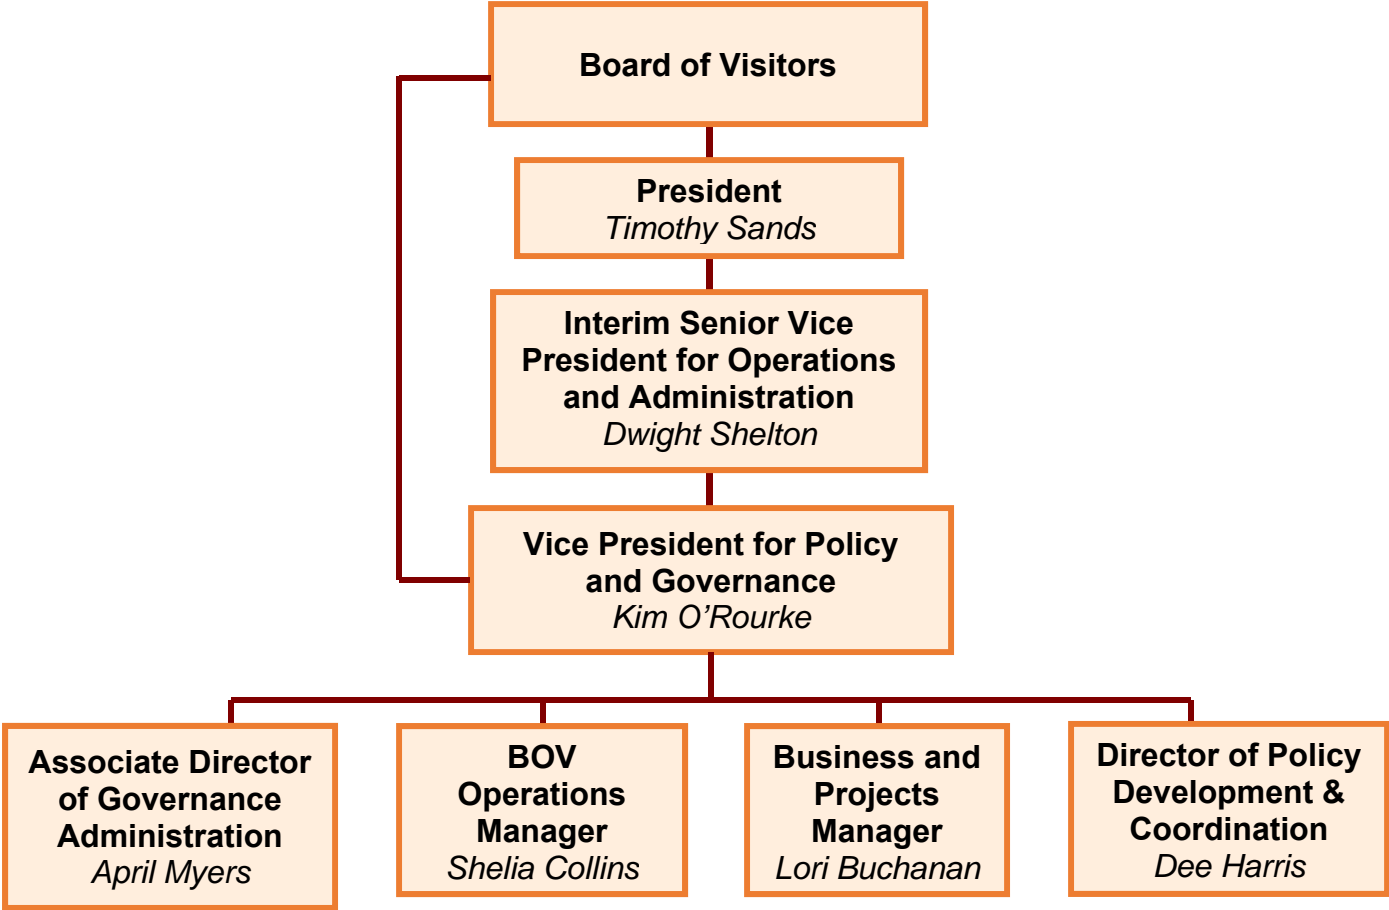 Board of Visitors
President
Timothy Sands
Interim Senior Vice
President for Operations
and Administration
Dwight Shelton
Vice President for Policy
and Governance
Kim O’Rourke
Associate Director
of Governance
Administration
April Myers
BOV
Operations
Manager
Shelia Collins
Business and
Projects
Manager
Lori Buchanan
Director of Policy
Development &
Coordination
Dee Harris